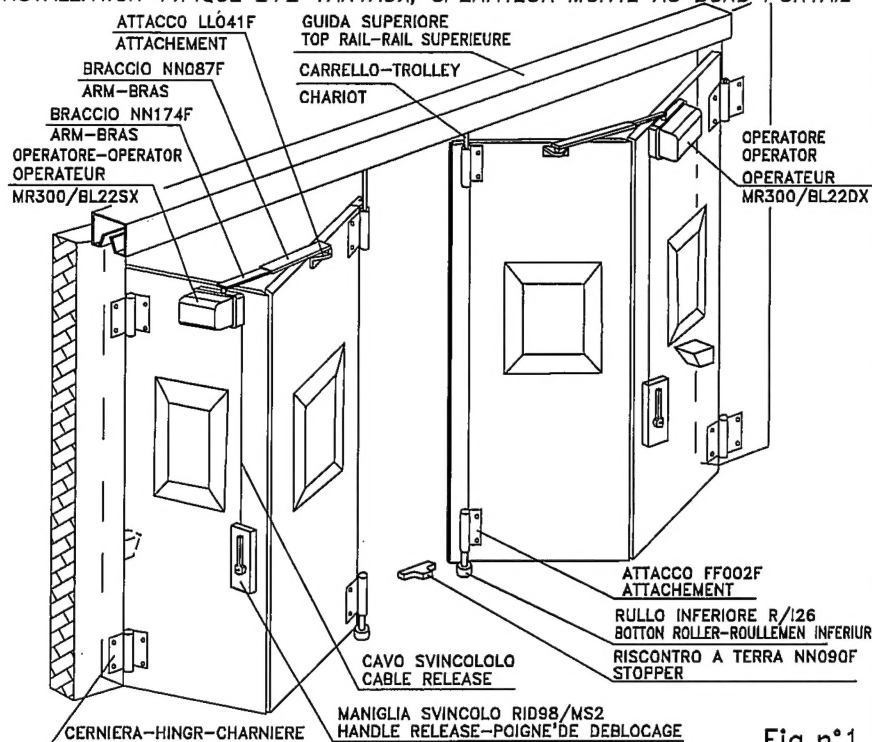 ATTACCO LL041F
ATTACHEMENT
BRACCIO NN087F
ARM-BRAS
BRACCIO NN174F
ARM-BRAS
OPERATORE-OPERATOR
OPERATEUR
MR300/BL22SX
GUIDA SUPERIORE
TOP RAIL-RAIL SUPERIEURE
CARRELLO-TROLLEY
CHARIOT
OPERATORE
OPERATOR
OPERATEUR
MR300/BL22DX
ATTACCO FF002F
ATTACHEMENT
RULLO INFERIORE R/126
BOTTON ROLLER-ROULLEMEN INFERIUR
RISCONTRO A TERRA NN090F
STOPPER
CAVO SVINCOLOLO
CABLE RELEASE
MANIGLIA SVINCOLO RID98/MS2
HANDLE RELEASE-POIGNE'DE DEBLOCAGE
CERNIERA-HINGR-CHARNIERE
Fig.n°1